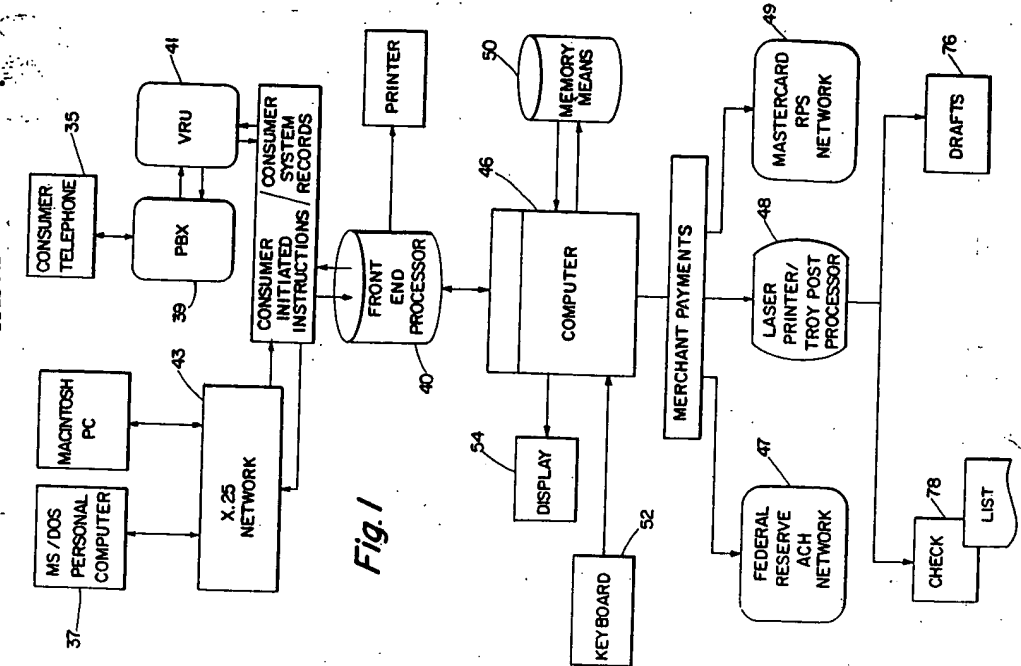 35
CONSUMER
TELEPHONE
41
PBX
VRU
39
MACINTOSH
PC
MS/DOS
PERSONAL
COMPUTER
37
43
X.25
NETWORK
CONSUMER
INITIATED
INSTRUCTIONS
/
CONSUMER
SYSTEM
RECORDS
PRINTER
FRONT
END
PROCESSOR
40
Fig. 1
46
50
COMPUTER
MEMORY
MEANS
54
DISPLAY
52
KEYBOARD
MERCHANT PAYMENTS
47
FEDERAL
RESERVE
ACH
NETWORK
48
LASER
PRINTER/
TROY POST
PROCESSOR
49
MASTERCARD
RPS
NETWORK
78
CHECK
LIST
76
DRAFTS